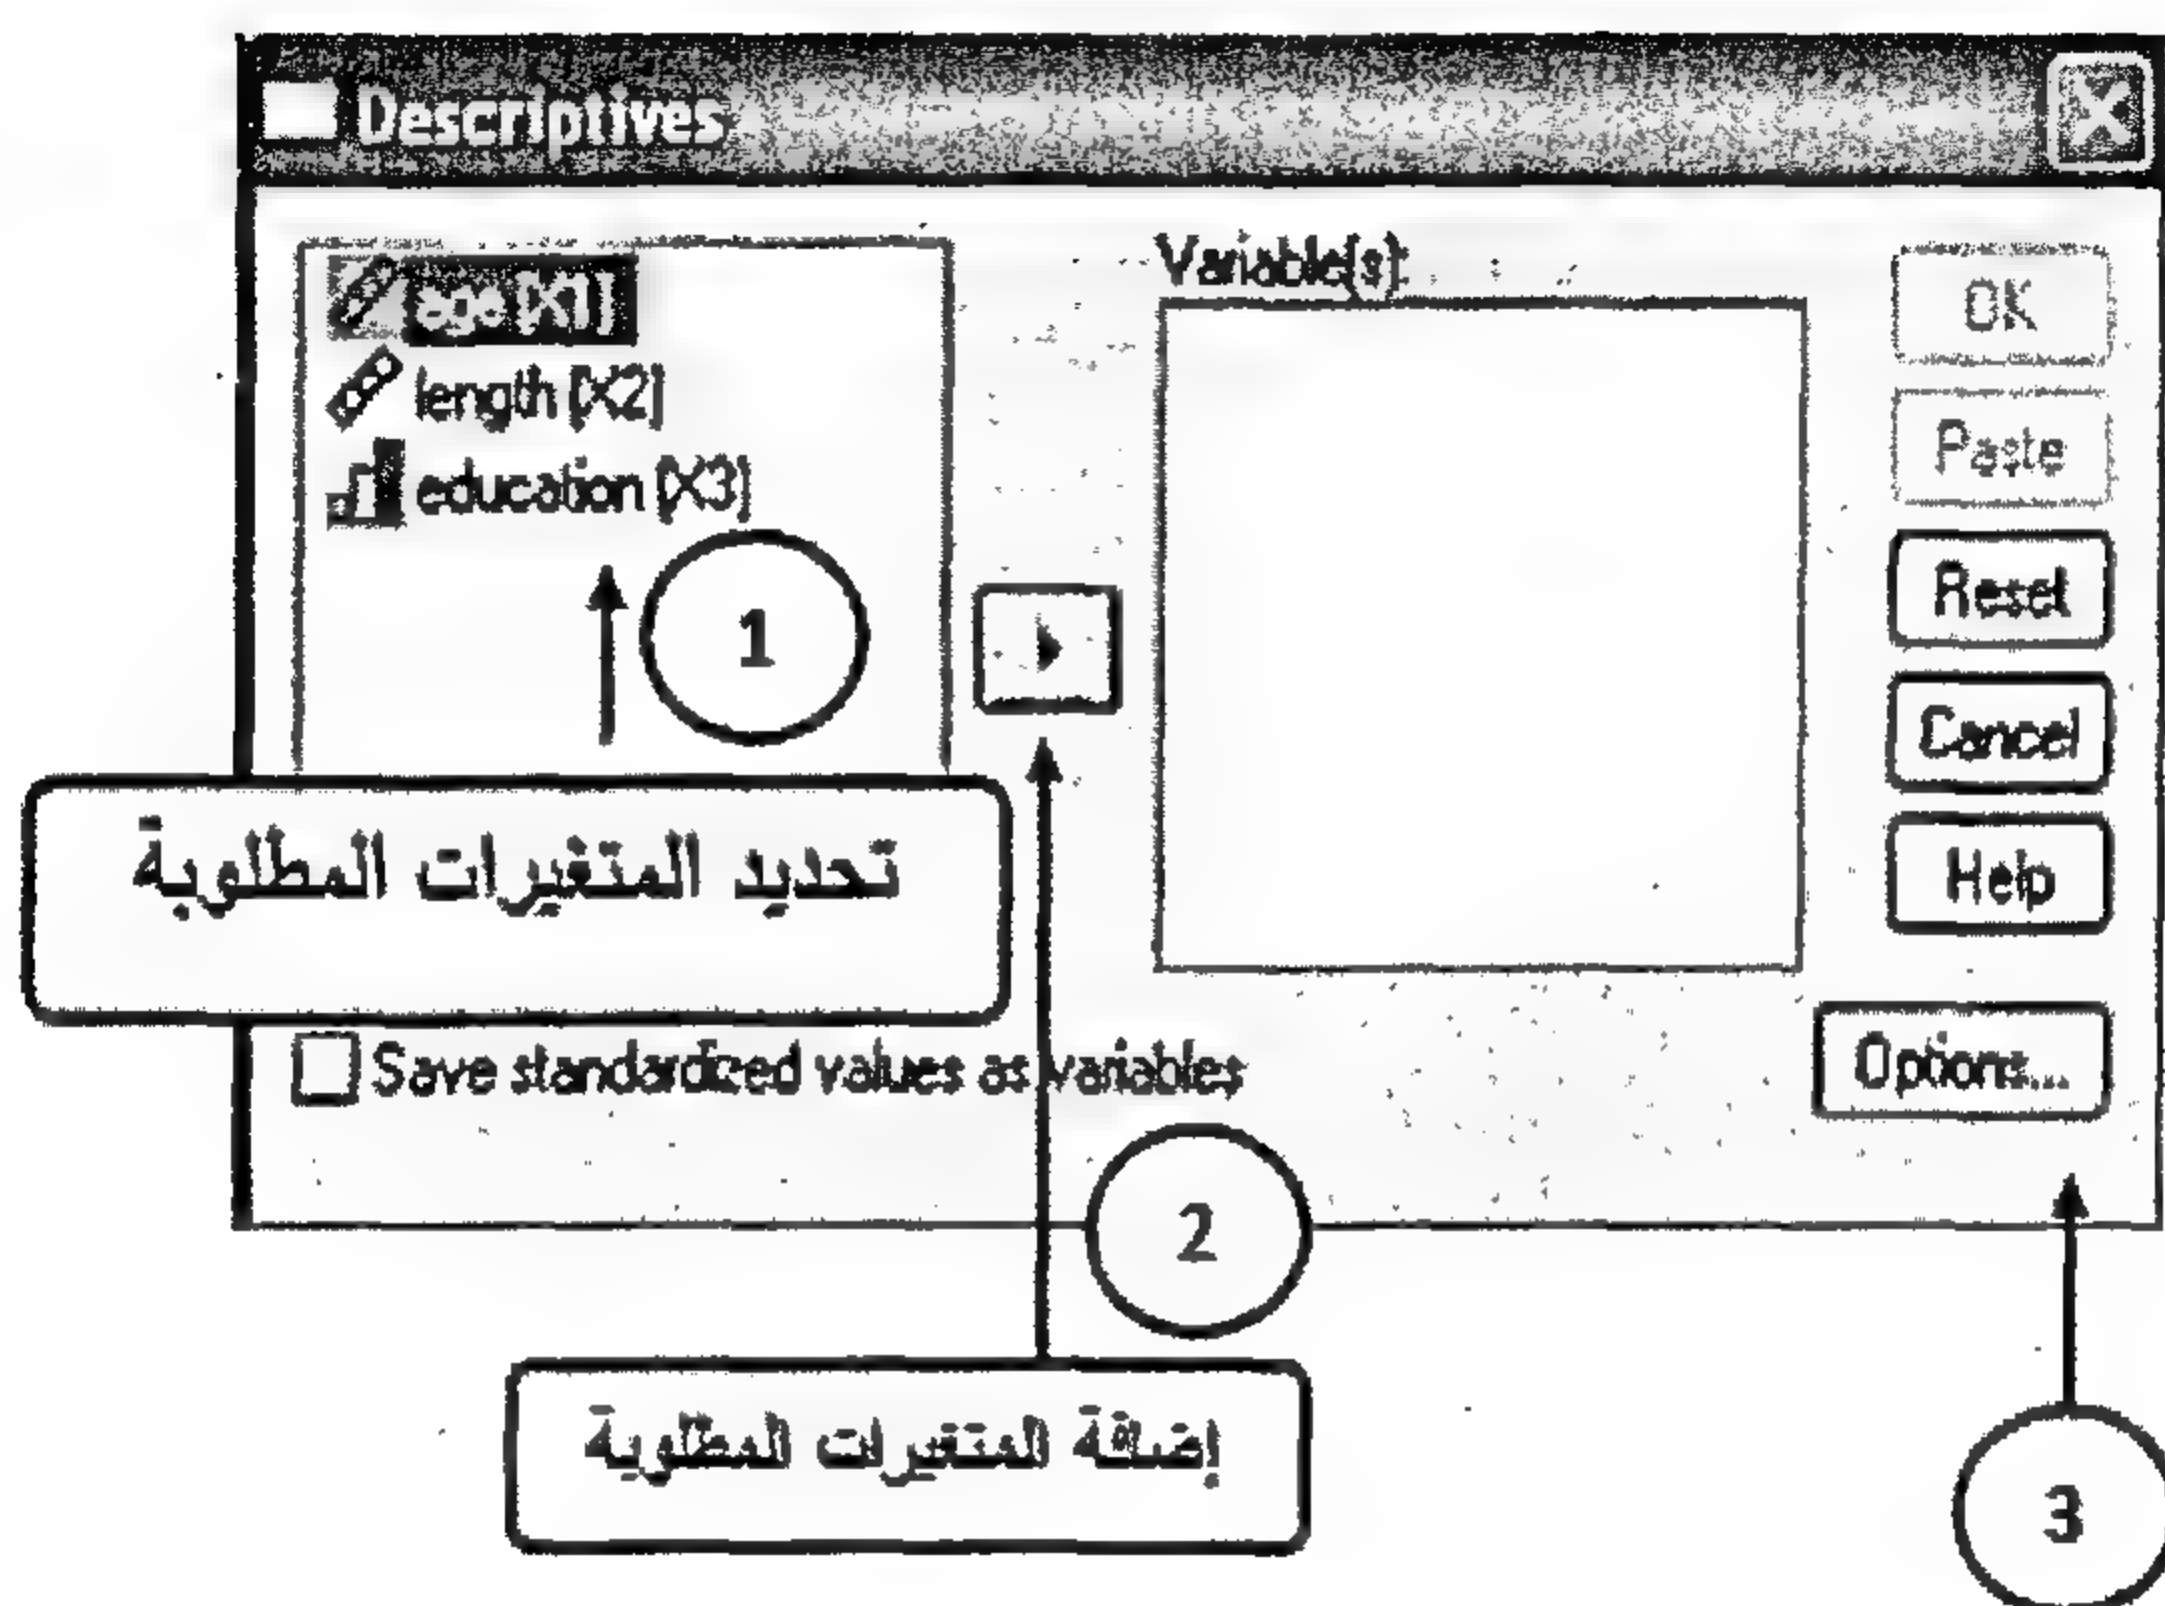 Descriptives
Variable(s):
age [X1]
length [X2]
education [X3]
OK
Paste
Reset
Cancel
Help
1
تحديد المتغيرات المطلوبة
Save standardized values as variables
Options...
2
إضافة المتغيرات المطلوبة
3